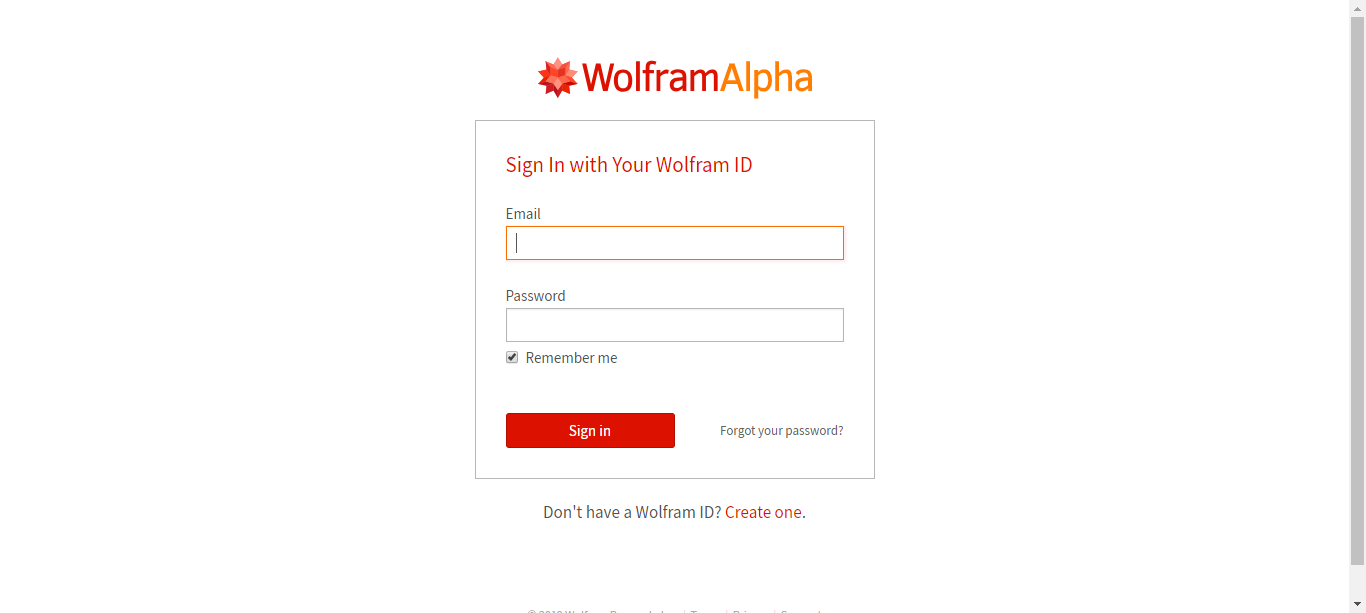 WolframAlpha
Sign In with Your Wolfram ID
Email
Password
Remember me
Sign in
Forgot your password?
Don't have a Wolfram ID? Create one.